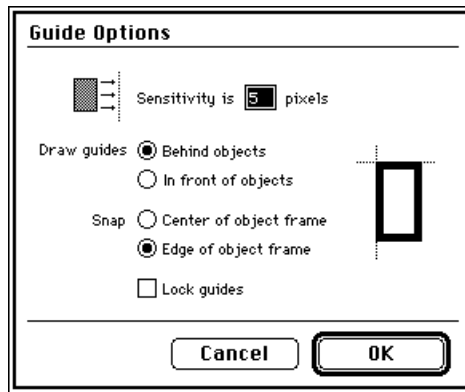 Guide Options
Sensitivity is 5 pixels
Draw guides Behind objects
In front of objects
Snap Center of object frame
Edge of object frame
Lock guides
Cancel OK